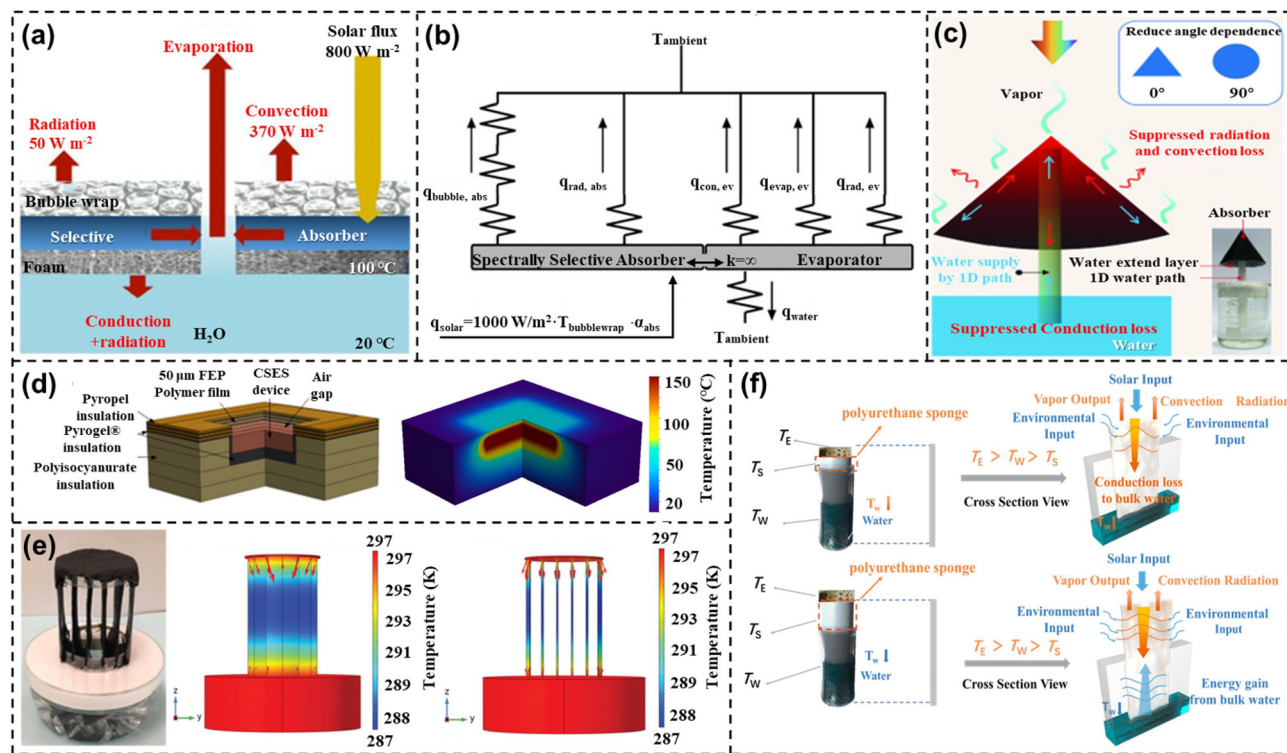 (a)
Evaporation
Solar flux
800 W m-2
Radiation
50 W m-2
Convection
370 W m-2
Bubble wrap
Selective
Absorber
Foam
100 °C
Conduction
+radiation
H2O
20 °C
(b)
Tambient
qbubble, abs
qrad, abs
qcon, ev
qevap, ev
qrad, ev
Spectrally Selective Absorber
k=∞
Evaporator
qsolar=1000 W/m²·Tbubblewrap ·αabs
qwater
Tambient
(c)
Reduce angle dependence
0°
90°
Vapor
Suppressed radiation
and convection loss
Absorber
Water supply
by 1D path
Water extend layer
1D water path
Suppressed Conduction loss
Water
(d)
50 μm FEP
Polymer film
CSES
device
Air
gap
Pyropel
insulation
Pyrogel®
insulation
Polyisocyanurate
insulation
150
100
50
20
Temperature (°C)
(e)
297
297
295
293
291
289
288
287
Temperature (K)
z
y
297
297
295
293
291
289
288
287
Temperature (K)
z
y
(f)
polyurethane sponge
TE
TS
TW
Tw
Water
TE > TW > TS
Cross Section View
Solar Input
Vapor Output
Convection Radiation
Environmental
Input
Environmental
Input
Conduction loss
to bulk water
Tw
polyurethane sponge
TE
TS
TW
Tw
Water
TE > TW > TS
Cross Section View
Solar Input
Vapor Output
Convection Radiation
Environmental
Input
Environmental
Input
Energy gain
from bulk water
Tw